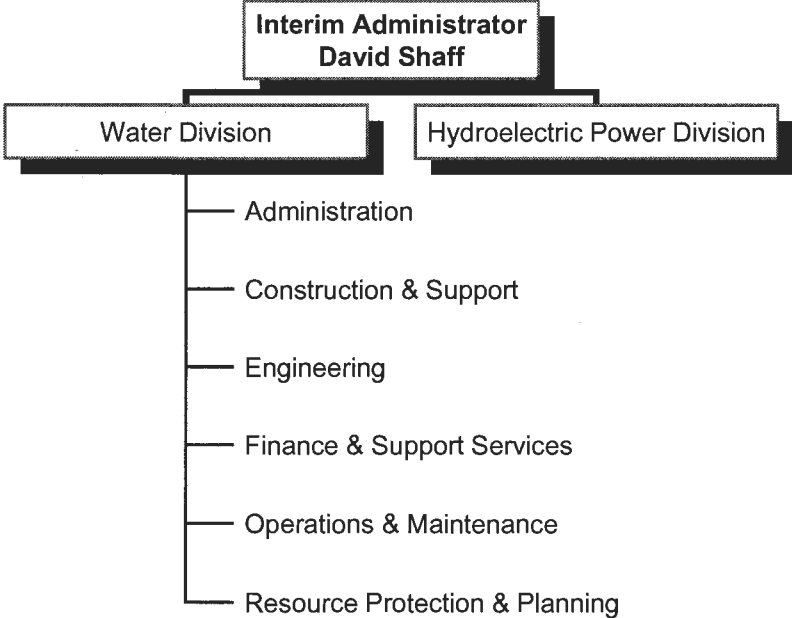 Interim Administrator
David Shaff
Water Division
Hydroelectric Power Division
Administration
Construction & Support
Engineering
Finance & Support Services
Operations & Maintenance
Resource Protection & Planning